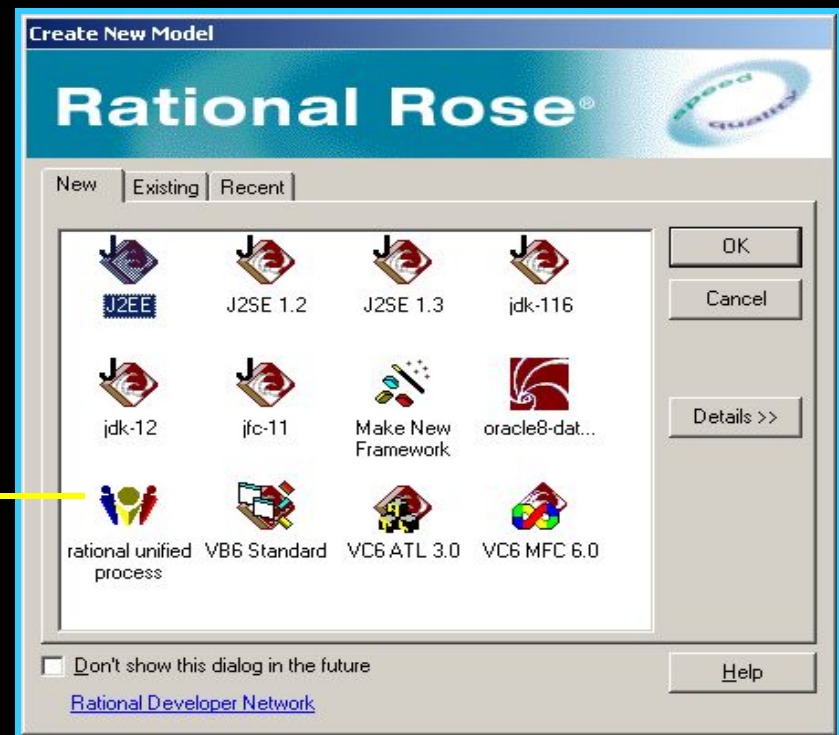 Create New Model
Rational Rose®
speed
quality
New
Existing
Recent
J2EE
J2SE 1.2
J2SE 1.3
jdk-116
jdk-12
jfc-11
Make New
Framework
oracle8-dat...
rational unified
process
VB6 Standard
VC6 ATL 3.0
VC6 MFC 6.0
OK
Cancel
Details >>
Don't show this dialog in the future
Help
Rational Developer Network